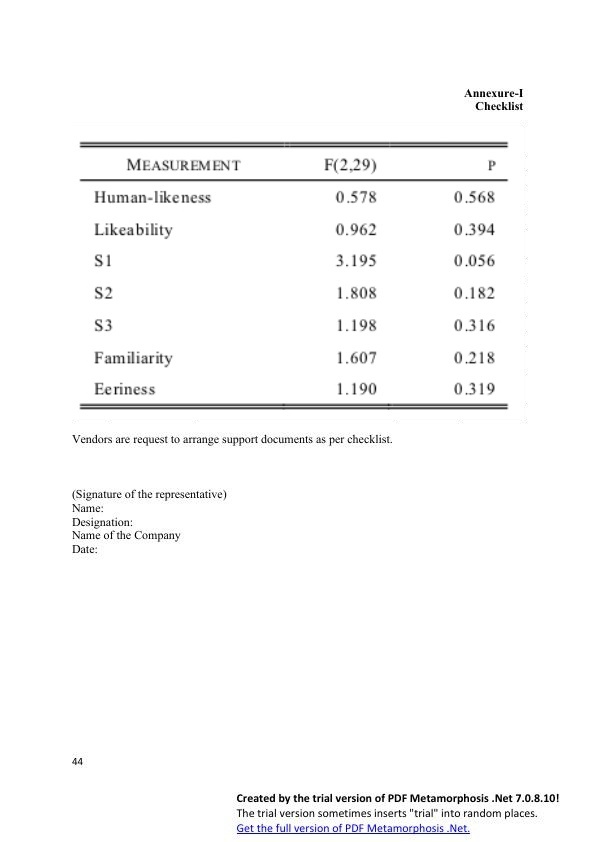 Annexure-I
Checklist
MEASUREMENT F(2,29) P
Human-likeness 0.578 0.568
Likeability 0.962 0.394
S1 3.195 0.056
S2 1.808 0.182
S3 1.198 0.316
Familiarity 1.607 0.218
Eeriness 1.190 0.319
Vendors are request to arrange support documents as per checklist.
(Signature of the representative)
Name:
Designation:
Name of the Company
Date:
44
Created by the trial version of PDF Metamorphosis .Net 7.0.8.10!
The trial version sometimes inserts "trial" into random places.
Get the full version of PDF Metamorphosis .Net.